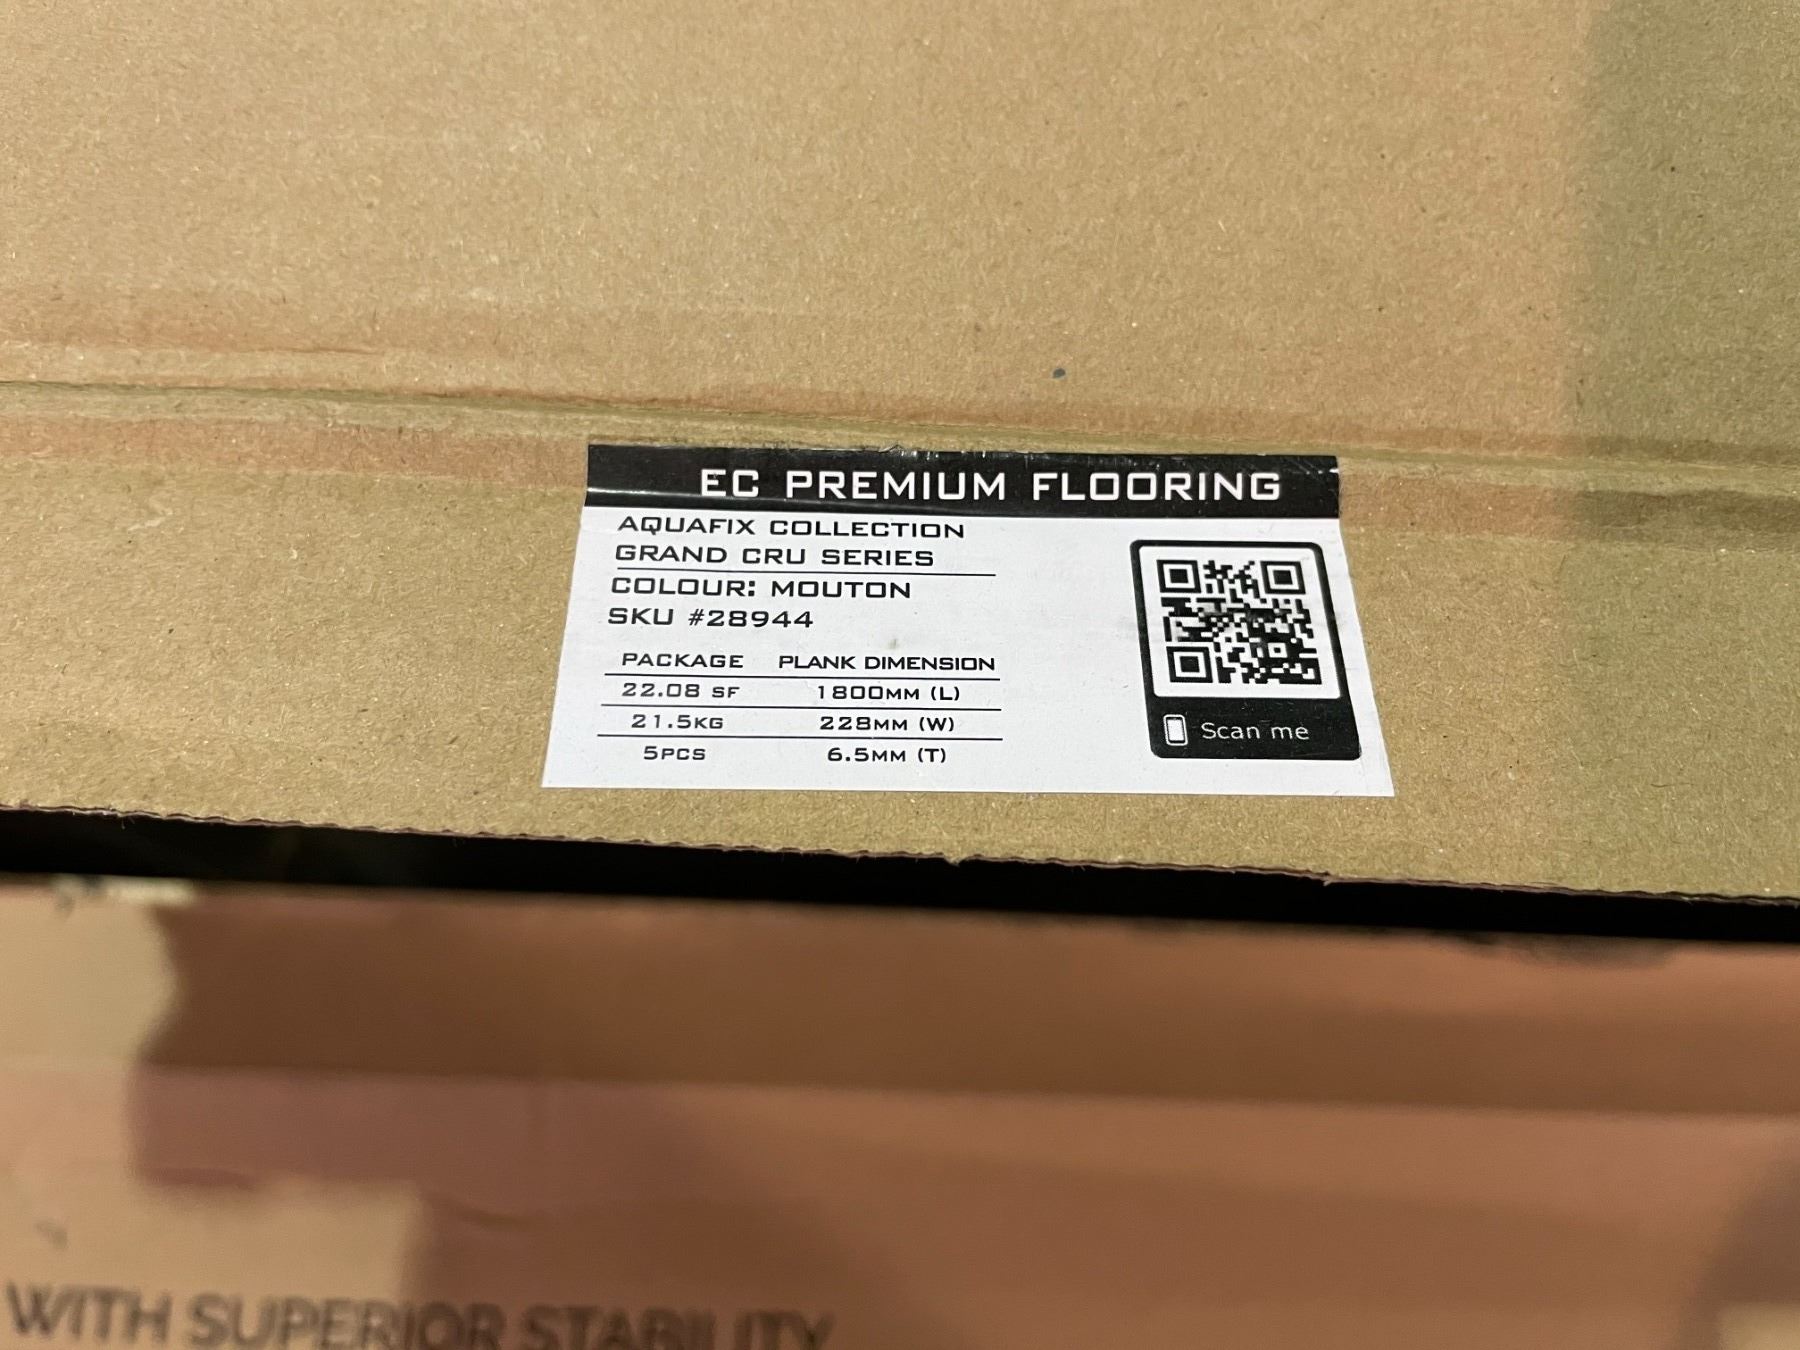 EC PREMIUM FLOORING
AQUAFIX COLLECTION
GRAND CRU SERIES
COLOUR: MOUTON
SKU #28944
PACKAGE PLANK DIMENSION
22.08 SF 1800MM (L)
21.5KG 228MM (W)
5PCS 6.5MM (T)
Scan me
WITH SUPERIOR STABILITY